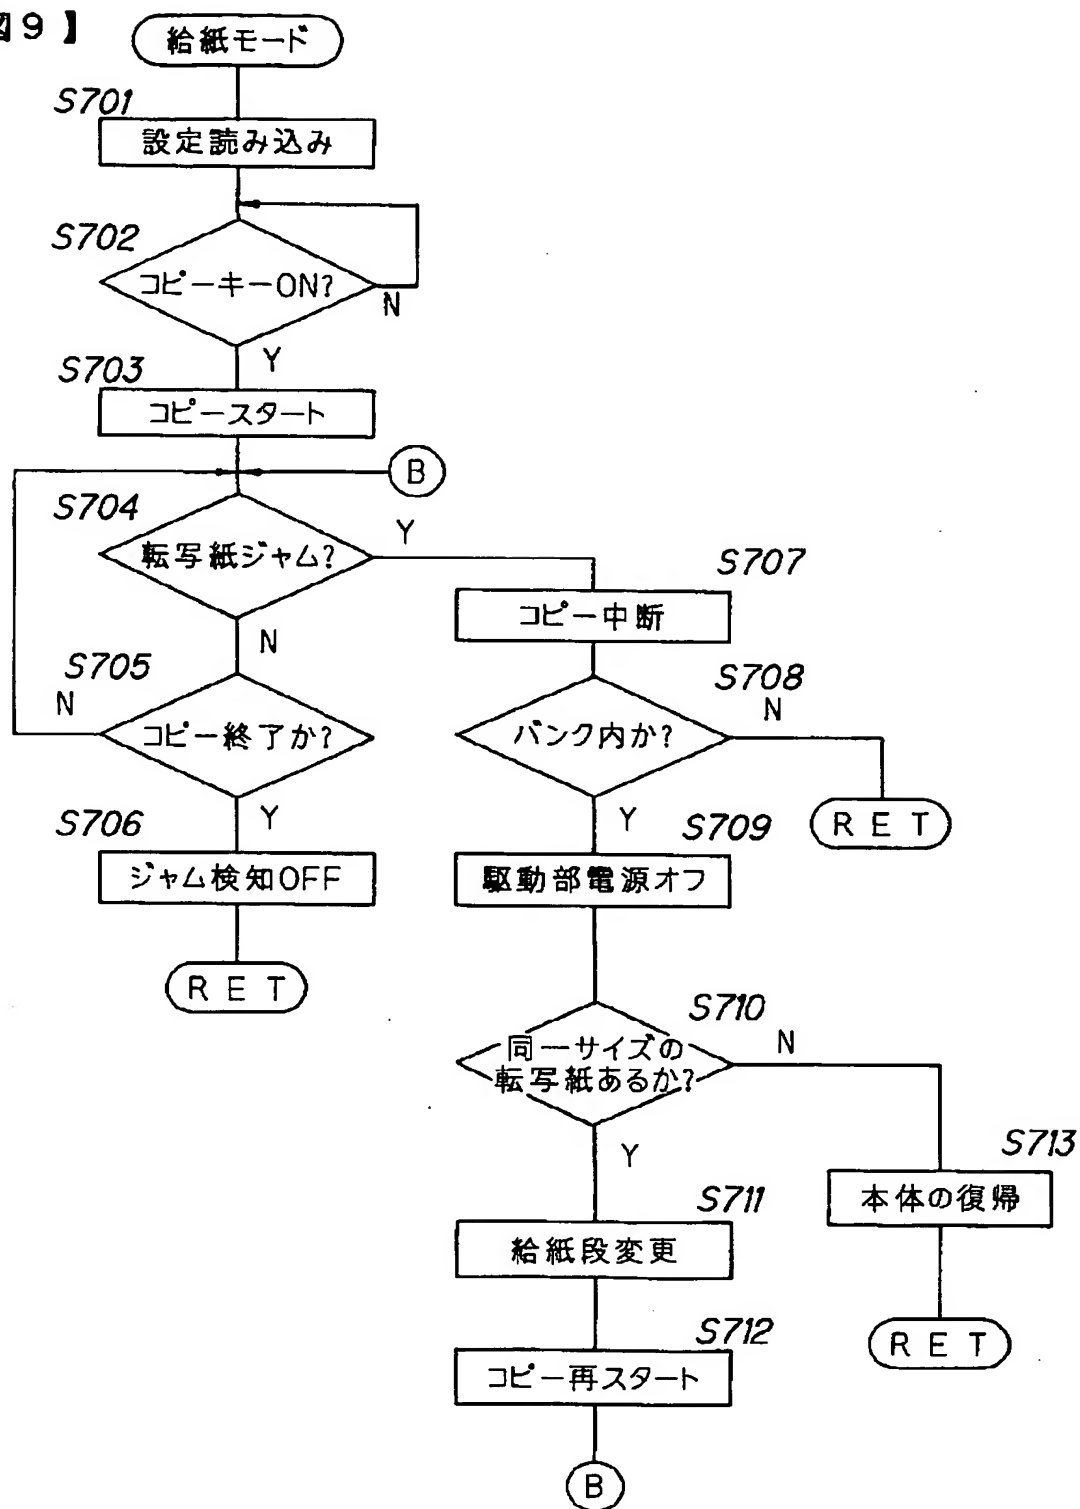 図9】
給紙モード
S701
設定読み込み
S702
コピーキーON?
N
Y
S703
コピースタート
B
S704
転写紙ジャム?
Y
N
S705
コピー終了か?
N
Y
S706
ジャム検知OFF
RET
S707
コピー中断
S708
バンク内か?
N
RET
Y
S709
駆動部電源オフ
S710
同一サイズの
転写紙あるか?
N
Y
S711
給紙段変更
S712
コピー再スタート
B
S713
本体の復帰
RET